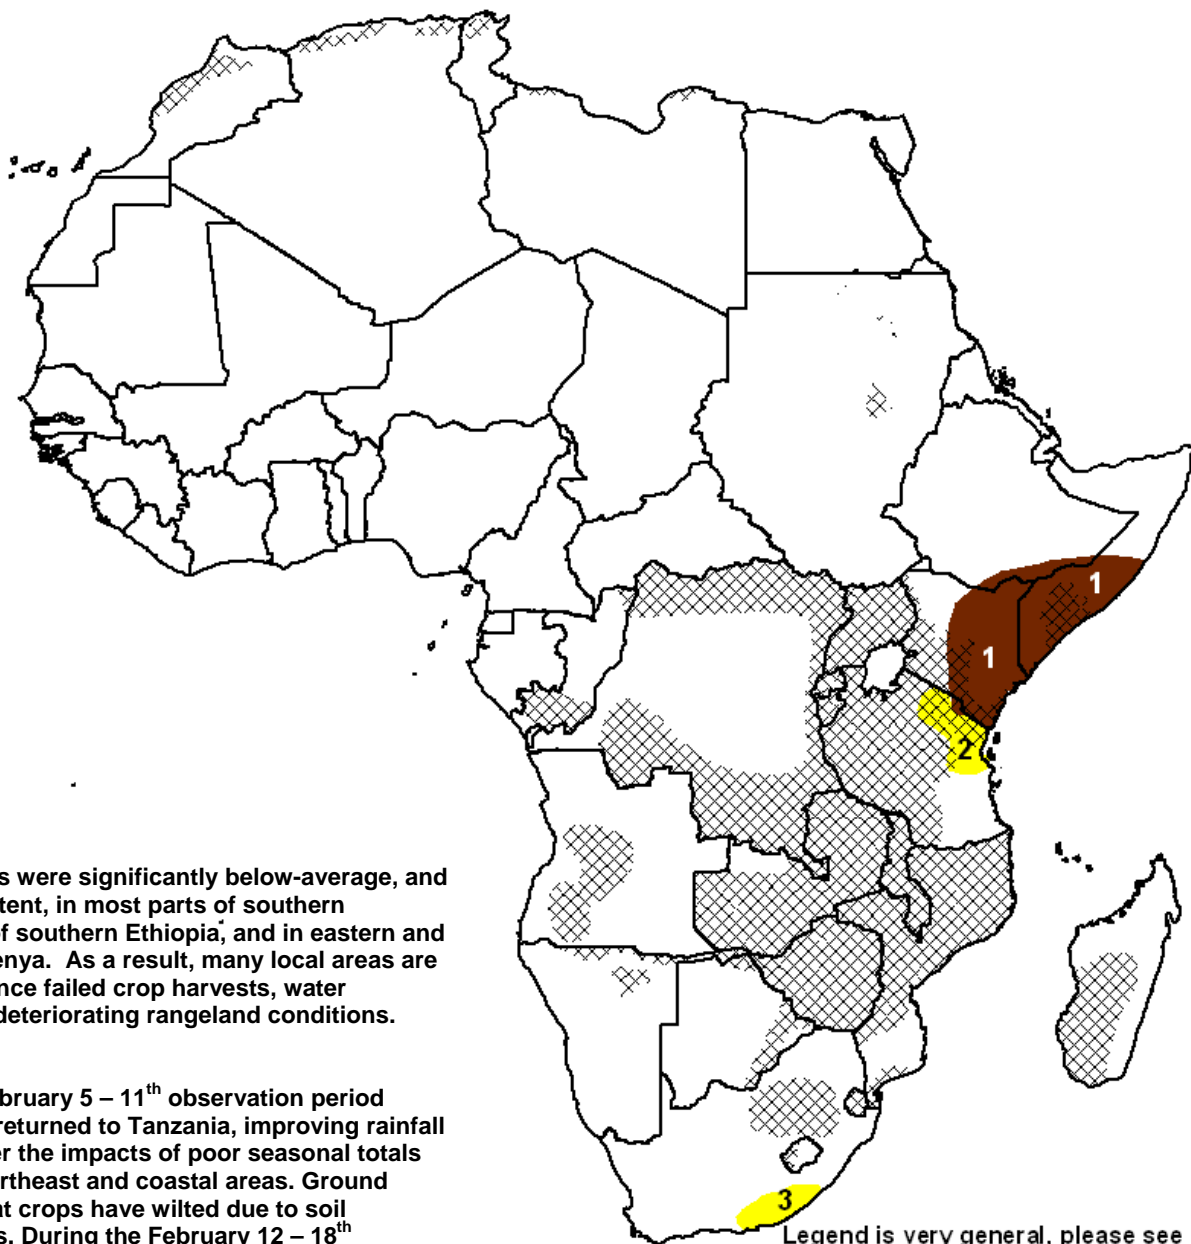 1
1
2
s were significantly below-average, and
tent, in most parts of southern
of southern Ethiopia, and in eastern and
enya. As a result, many local areas are
nce failed crop harvests, water
deteriorating rangeland conditions.
bruary 5 – 11th observation period
returned to Tanzania, improving rainfall
er the impacts of poor seasonal totals
rtheast and coastal areas. Ground
at crops have wilted due to soil
s. During the February 12 – 18th
3
Legend is very general, please see